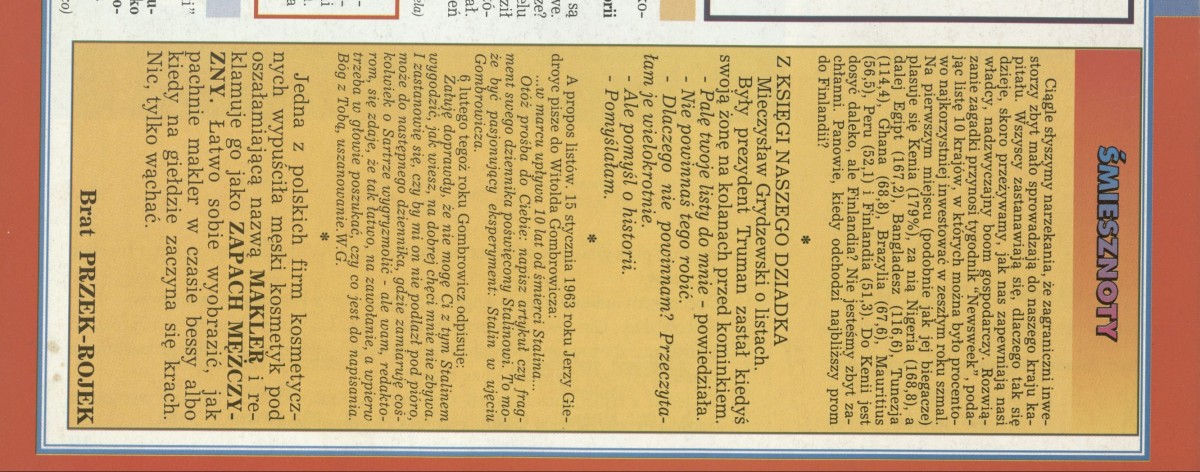 ŚMIESZNOTY
Ciągle słyszymy narzekania, że zagraniczni inwe-
storzy zbyt mało sprowadzają do naszego kraju ka-
pitału. Wszyscy zastanawiają się, dlaczego tak się
dzieje, skoro przeżywamy, jak nas zapewniają nasi
władcy, nadzwyczajny boom gospodarczy. Rozwią-
zanie zagadki przynosi tygodnik "Newsweek", poda-
jąc listę 10 krajów, w których można było procento-
wo najkorzystniej inwestować w zeszłym roku szmal.
Na pierwszym miejscu (podobnie jak jej biegacze)
plasuje się Kenia (179%), za nią Nigeria (168,8), a
dalej Egipt (167,2), Bangladesz (116,6), Tunezja
(114,4), Ghana (69,8), Brazylia (67,6), Mauritius
(56,5), Peru (52,1) i Finlandia (51,3). Do Kenii jest
dosyć daleko, ale Finlandia? Nie jesteśmy zbyt za-
chłanni. Panowie, kiedy odchodzi najbliższy prom
do Finlandii?
Z KSIĘGI NASZEGO DZIADKA
Mieczysław Grydzewski o listach.
Były prezydent Truman zastał kiedyś
swoją żonę na kolanach przed kominkiem.
- Palę twoje listy do mnie - powiedziała.
- Nie powinnaś tego robić.
- Dlaczego nie powinnam? Przeczyta-
łam je wielokrotnie.
- Ale pomyśl o historii.
- Pomyślałam.
*
A propos listów. 15 stycznia 1963 roku Jerzy Gie-
droyc pisze do Witolda Gombrowicza:
...w marcu upływa 10 lat od śmierci Stalina...
Otóż prośba do Ciebie: napisz artykuł czy frag-
ment swego dziennika poświęcony Stalinowi. To mo-
że być pasjonujący eksperyment: Stalin w ujęciu
Gombrowicza.
6 lutego tegoż roku Gombrowicz odpisuje:
Żałuję doprawdy, że nie mogę Ci z tym Stalinem
wygodzić, jak wiesz, na dobrej chęci mnie nie zbywa.
I zastanowię się, czy by mi on nie podlazł pod pióro,
może do następnego dziennika, gdzie zamiaruję coś-
kolwiek o Sartrze wygryzmolić - ale wam, redakto-
rom, się zdaje, że tak łatwo, na zawołanie, a wpierw
trzeba w głowie poszukać, czy co jest do napisania.
Bóg z Tobą, uszanowanie.W.G.
*
Jedna z polskich firm kosmetycz-
nych wypuściła męski kosmetyk pod
oszałamiającą nazwą MAKLER i re-
klamuje go jako ZAPACH MĘŻCZY-
ZNY. Łatwo sobie wyobrazić, jak
pachnie makler w czasie bessy albo
kiedy na giełdzie zaczyna się krach.
Nic, tylko wąchać.
Brat PRZEK-ROJEK